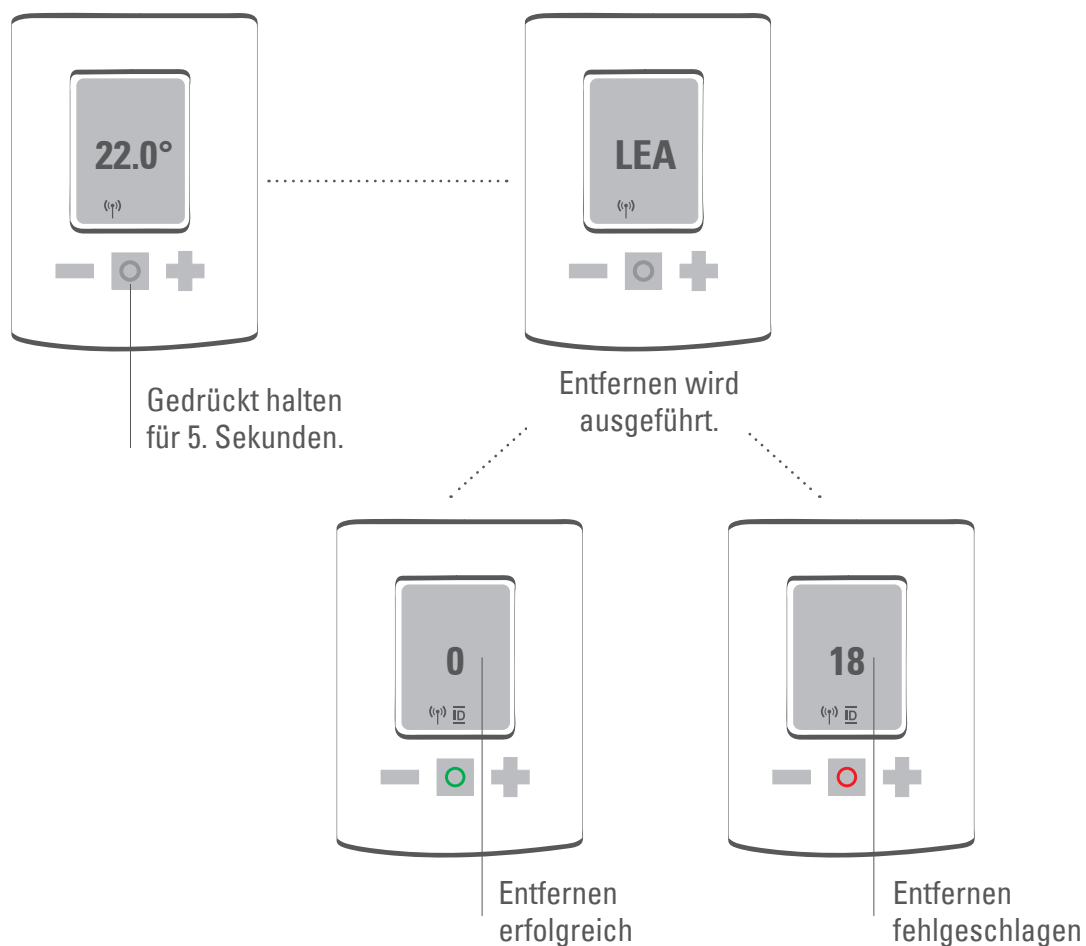 22.0°
LEA
Gedrückt halten
für 5. Sekunden.
Entfernen wird
ausgeführt.
0
ID
18
ID
Entfernen
erfolgreich
Entfernen
fehlgeschlagen